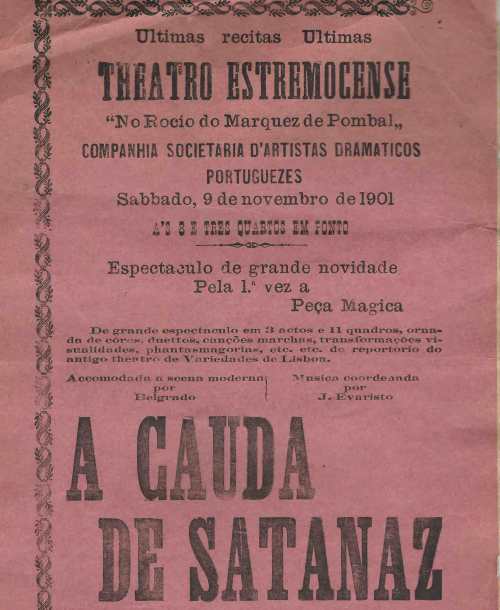 Ultimas recitas Ultimas
THEATRO ESTREMOCENSE
"No Rocio do Marquez de Pombal„
COMPANHIA SOCIETARIA D'ARTISTAS DRAMATICOS
PORTUGUEZES
Sabbado, 9 de novembro de 1901
A'S 8 E TRES QUARTOS EM PONTO
Espectaculo de grande novidade
Pela 1.ª vez a
Peça Magica
De grande espectaculo em 3 actos e 11 quadros, orna-
da de córos, duettos, canções marchas, transformações vi-
sualidades, phantasmagorias, etc. etc. do reportorio do
antigo theatro de Variedades de Lisboa.
Accomodada a scena moderna
por
Belgrado
Musica coordenada
por
J. Evaristo
A CAUDA
DE SATANAZ